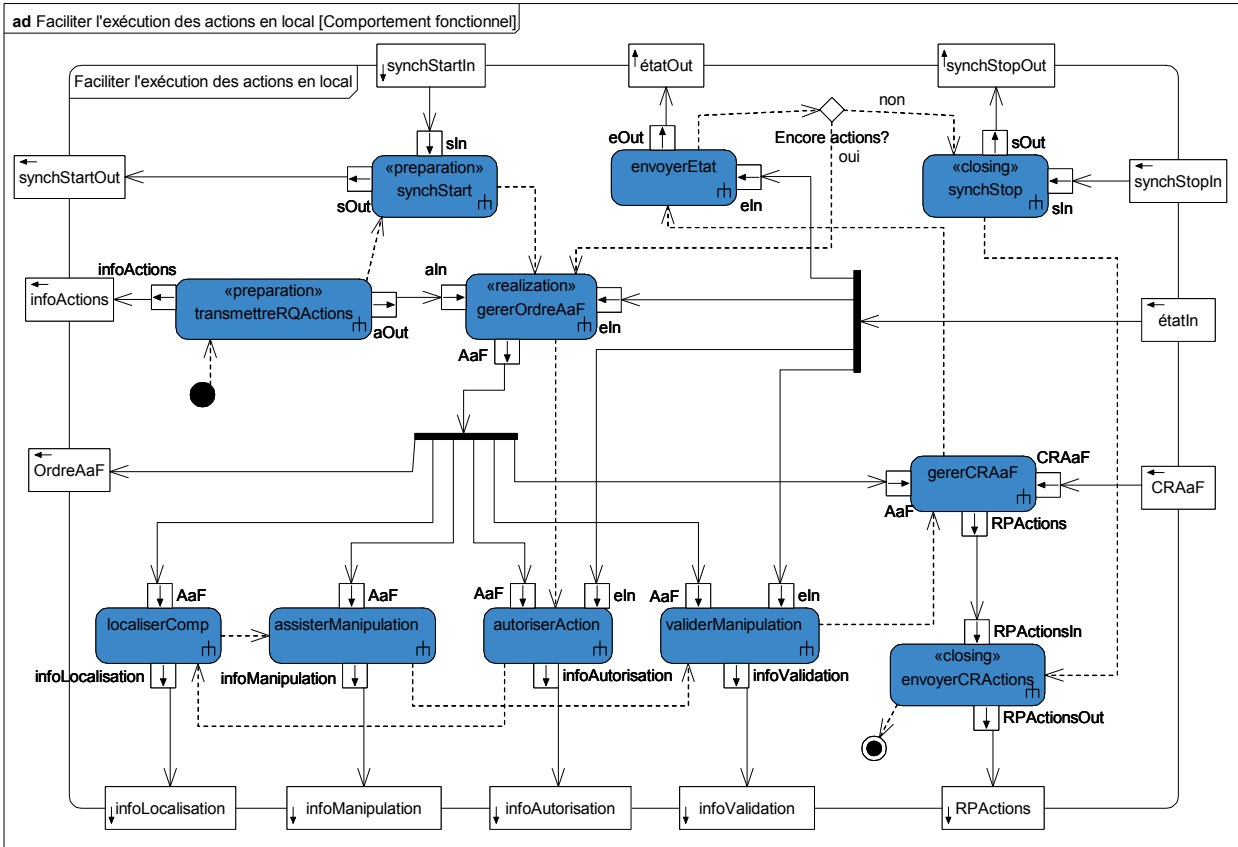 ad Faciliter l'exécution des actions en local [Comportement fonctionnel]
synchStartIn
étatOut
synchStopOut
Faciliter l'exécution des actions en local
non
Encore actions?
oui
sIn
eOut
sOut
«preparation»
synchStart
envoyerEtat
«closing»
synchStop
synchStartOut
synchStopIn
sOut
eIn
sIn
infoActions
aIn
infoActions
«preparation»
transmettreRQActions
«realization»
gererOrdreAaF
aOut
eIn
étatIn
AaF
OrdreAaF
CRAaF
gererCRAaF
CRAaF
AaF
RPActions
AaF
AaF
AaF
eIn
AaF
eIn
localiserComp
assisterManipulation
autoriserAction
validerManipulation
RPActionsIn
«closing»
envoyerCRActions
infoLocalisation
infoManipulation
infoAutorisation
infoValidation
RPActionsOut
infoLocalisation
infoManipulation
infoAutorisation
infoValidation
RPActions